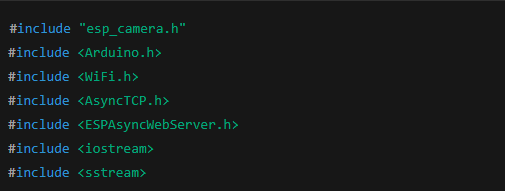 #include "esp_camera.h"
#include <Arduino.h>
#include <WiFi.h>
#include <AsyncTCP.h>
#include <ESPAsyncWebServer.h>
#include <iostream>
#include <sstream>